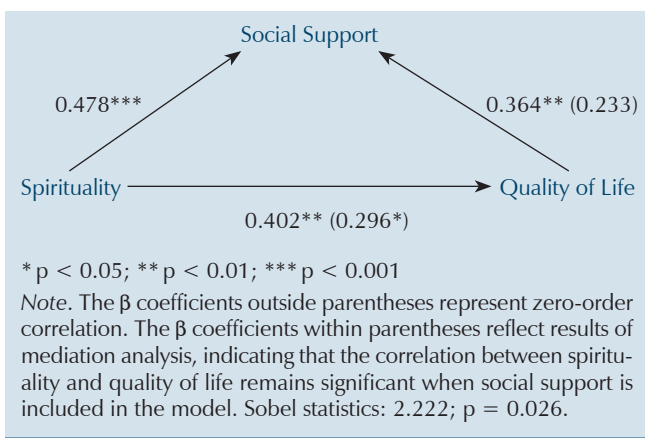 Social Support
0.478***
0.364** (0.233)
Spirituality
Quality of Life
0.402** (0.296*)
* p < 0.05; ** p < 0.01; *** p < 0.001
Note. The β coefficients outside parentheses represent zero-order
correlation. The β coefficients within parentheses reflect results of
mediation analysis, indicating that the correlation between spiritu-
ality and quality of life remains significant when social support is
included in the model. Sobel statistics: 2.222; p = 0.026.